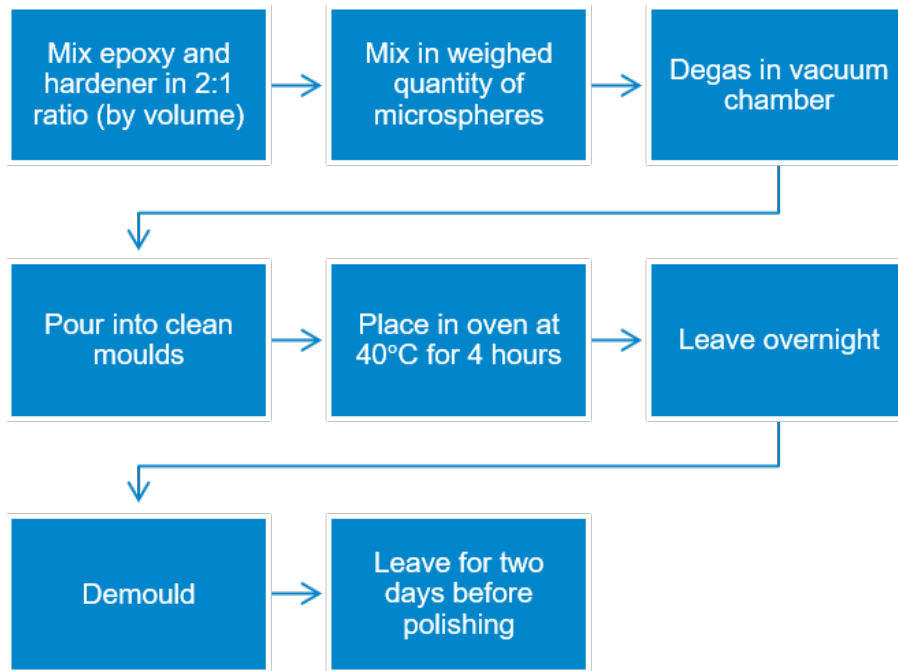 Mix epoxy and
hardener in 2:1
ratio (by volume)
Mix in weighed
quantity of
microspheres
Degas in vacuum
chamber
Pour into clean
moulds
Place in oven at
40°C for 4 hours
Leave overnight
Demould
Leave for two
days before
polishing